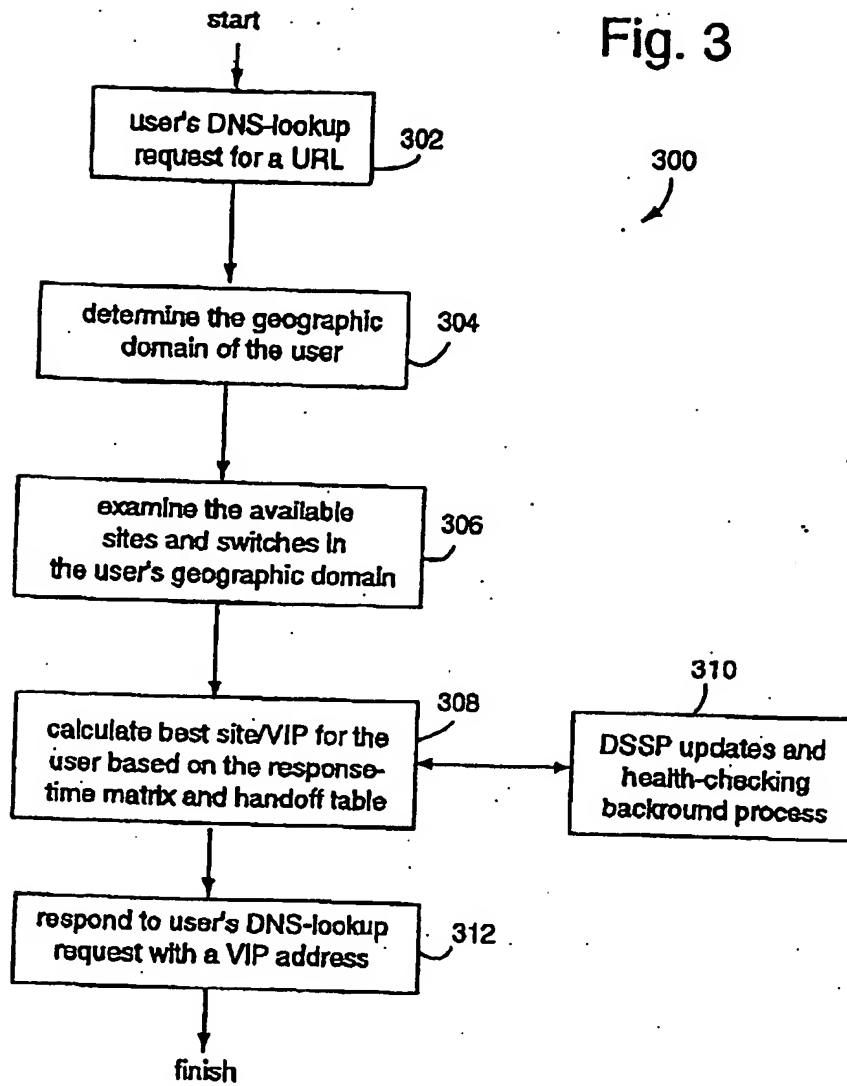 start
Fig. 3
user's DNS-lookup
request for a URL
302
300
determine the geographic
domain of the user
304
examine the available
sites and switches in
the user's geographic domain
306
calculate best site/VIP for the
user based on the response-
time matrix and handoff table
308
310
DSSP updates and
health-checking
backround process
respond to user's DNS-lookup
request with a VIP address
312
finish